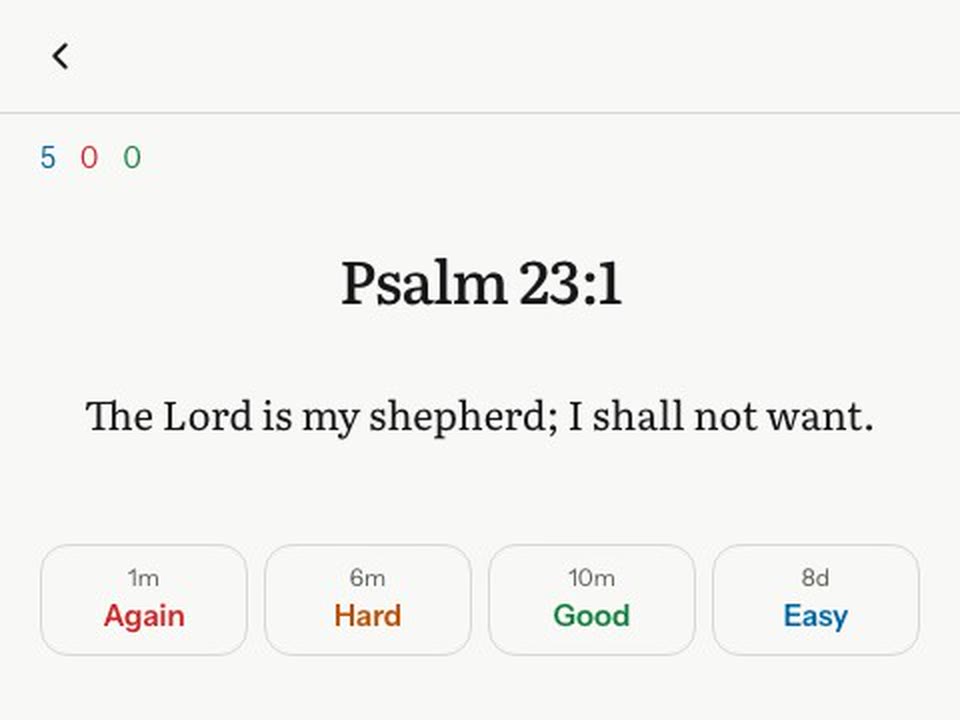 5 0 0
Psalm 23:1
The Lord is my shepherd; I shall not want.
1m 6m 10m 8d
Again Hard Good Easy